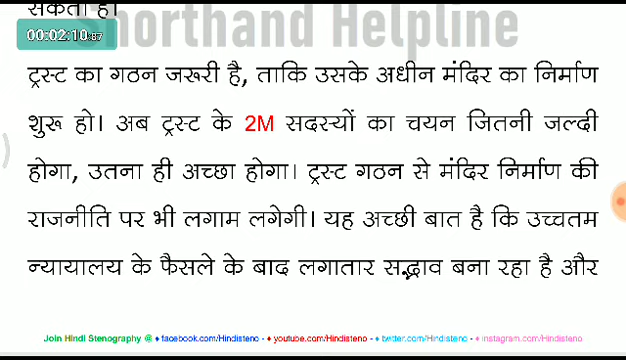 सकता है।
Shorthand Helpline
00:02:10:87
ट्रस्ट का गठन जरूरी है, ताकि उसके अधीन मंदिर का निर्माण
शुरू हो। अब ट्रस्ट के 2M सदस्यों का चयन जितनी जल्दी
होगा, उतना ही अच्छा होगा। ट्रस्ट गठन से मंदिर निर्माण की
राजनीति पर भी लगाम लगेगी। यह अच्छी बात है कि उच्चतम
न्यायालय के फैसले के बाद लगातार सद्भाव बना रहा है और
Join Hindi Stenography @ - ♦ facebook.com/Hindisteno - ♦ youtube.com/Hindisteno - ♦ twitter.com/Hindisteno - ♦ instagram.com/Hindisteno